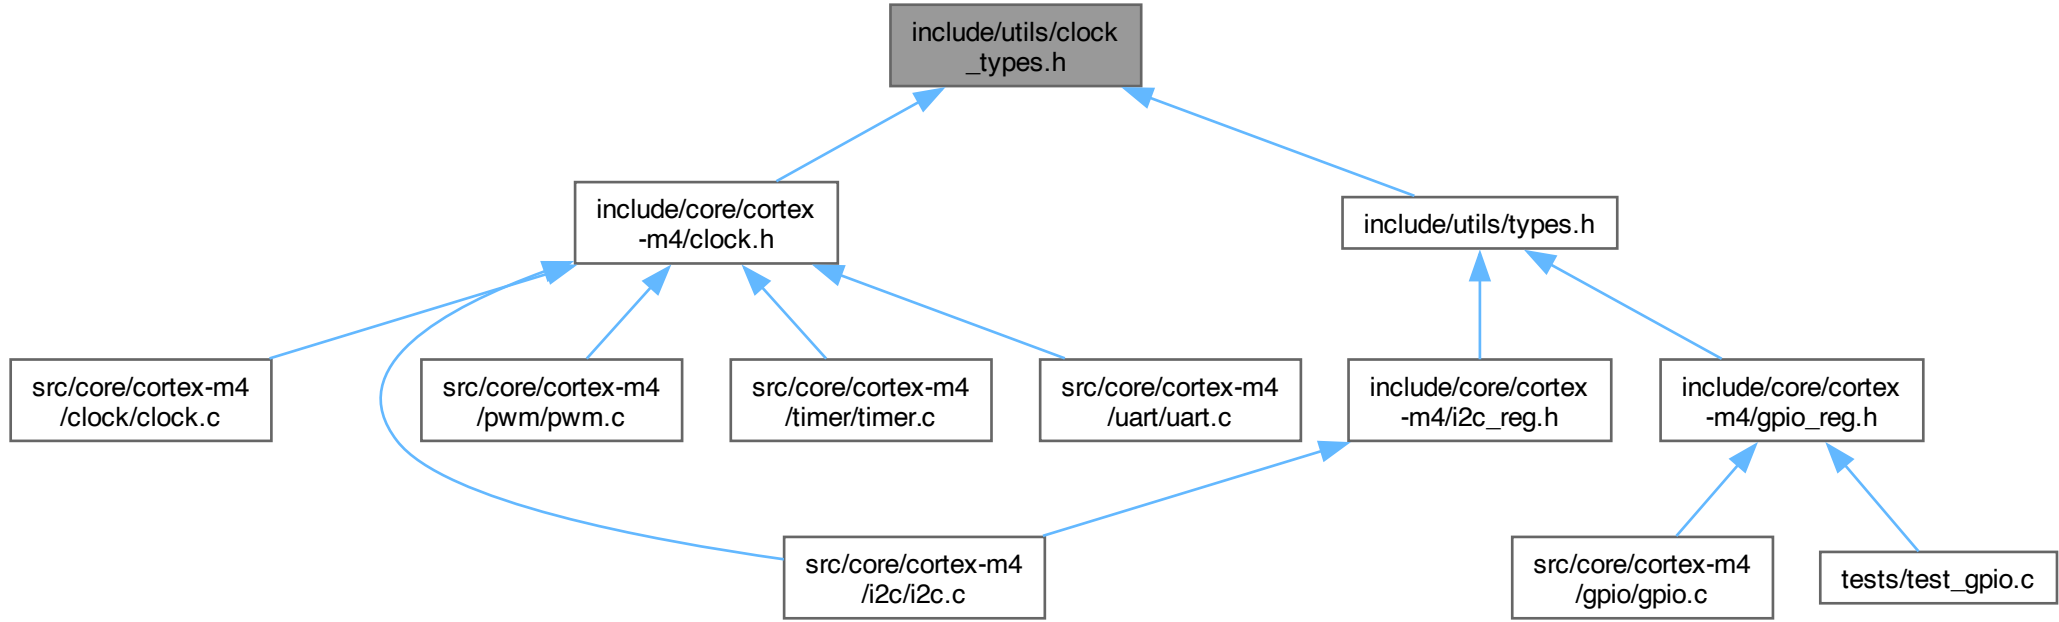 include/utils/clock
_types.h
include/core/cortex
-m4/clock.h
include/utils/types.h
src/core/cortex-m4
/clock/clock.c
src/core/cortex-m4
/pwm/pwm.c
src/core/cortex-m4
/timer/timer.c
src/core/cortex-m4
/uart/uart.c
include/core/cortex
-m4/i2c_reg.h
include/core/cortex
-m4/gpio_reg.h
src/core/cortex-m4
/i2c/i2c.c
src/core/cortex-m4
/gpio/gpio.c
tests/test_gpio.c